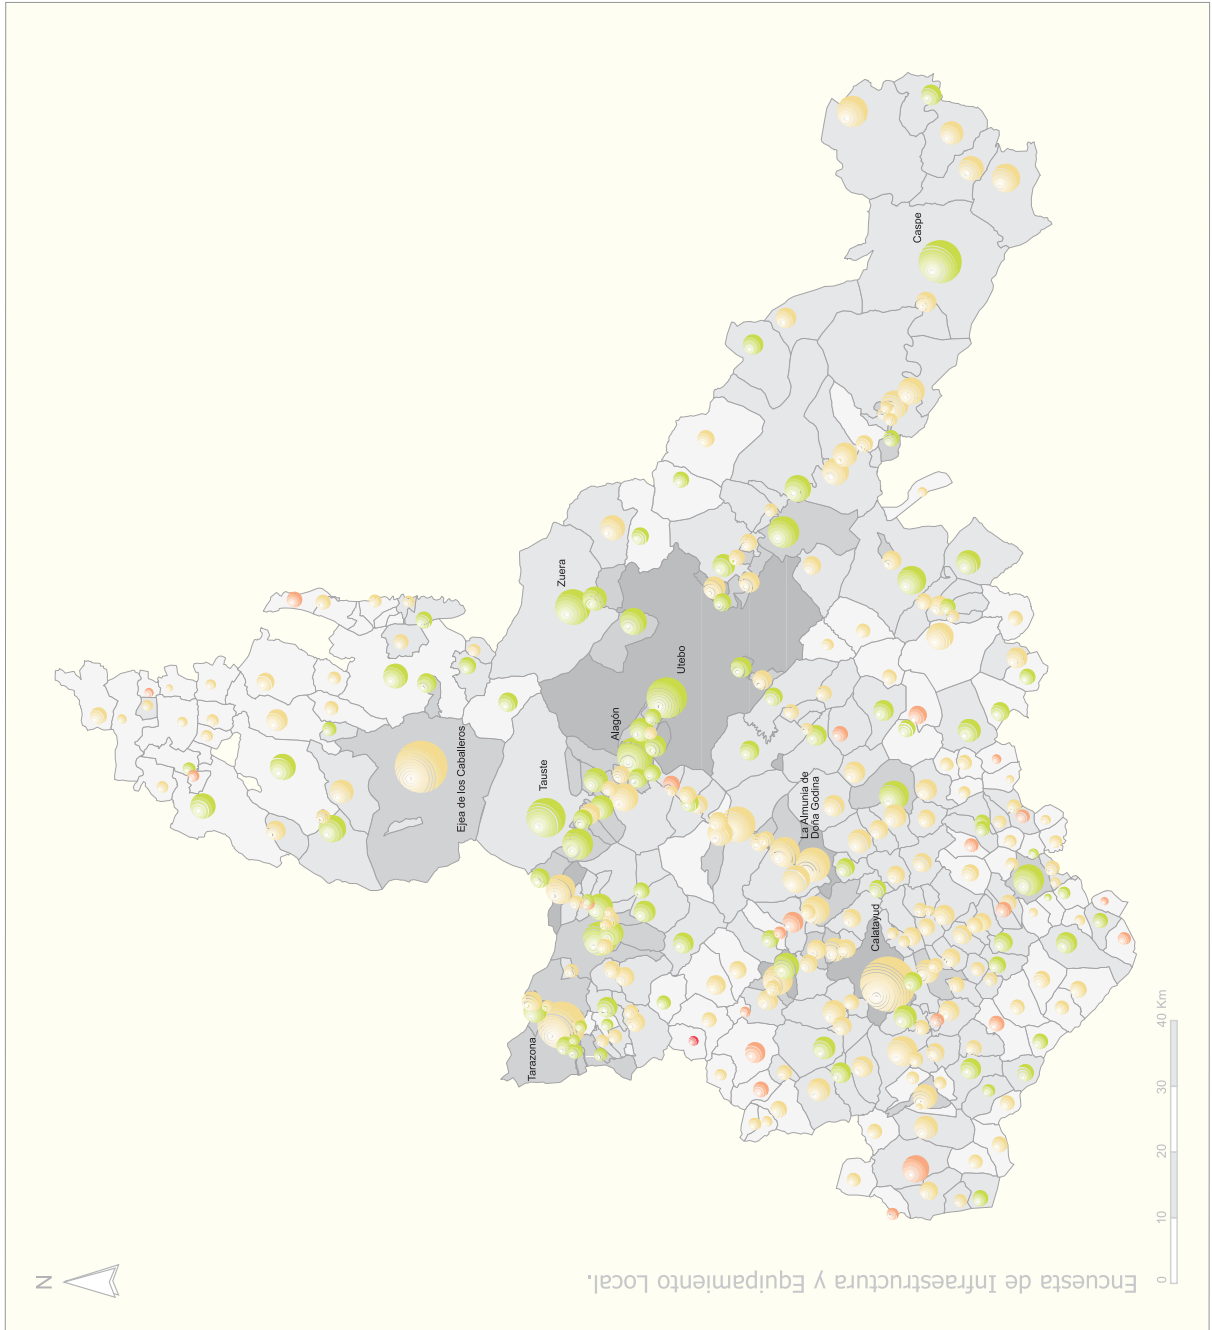 Caspe
Zuera
Utebo
Alagón
Ejea de los Caballeros
Tauste
La Almunia de
Doña Godina
Calatayud
Tarazona
N
Encuesta de Infraestructura y Equipamiento Local.
0 10 20 30 40 Km